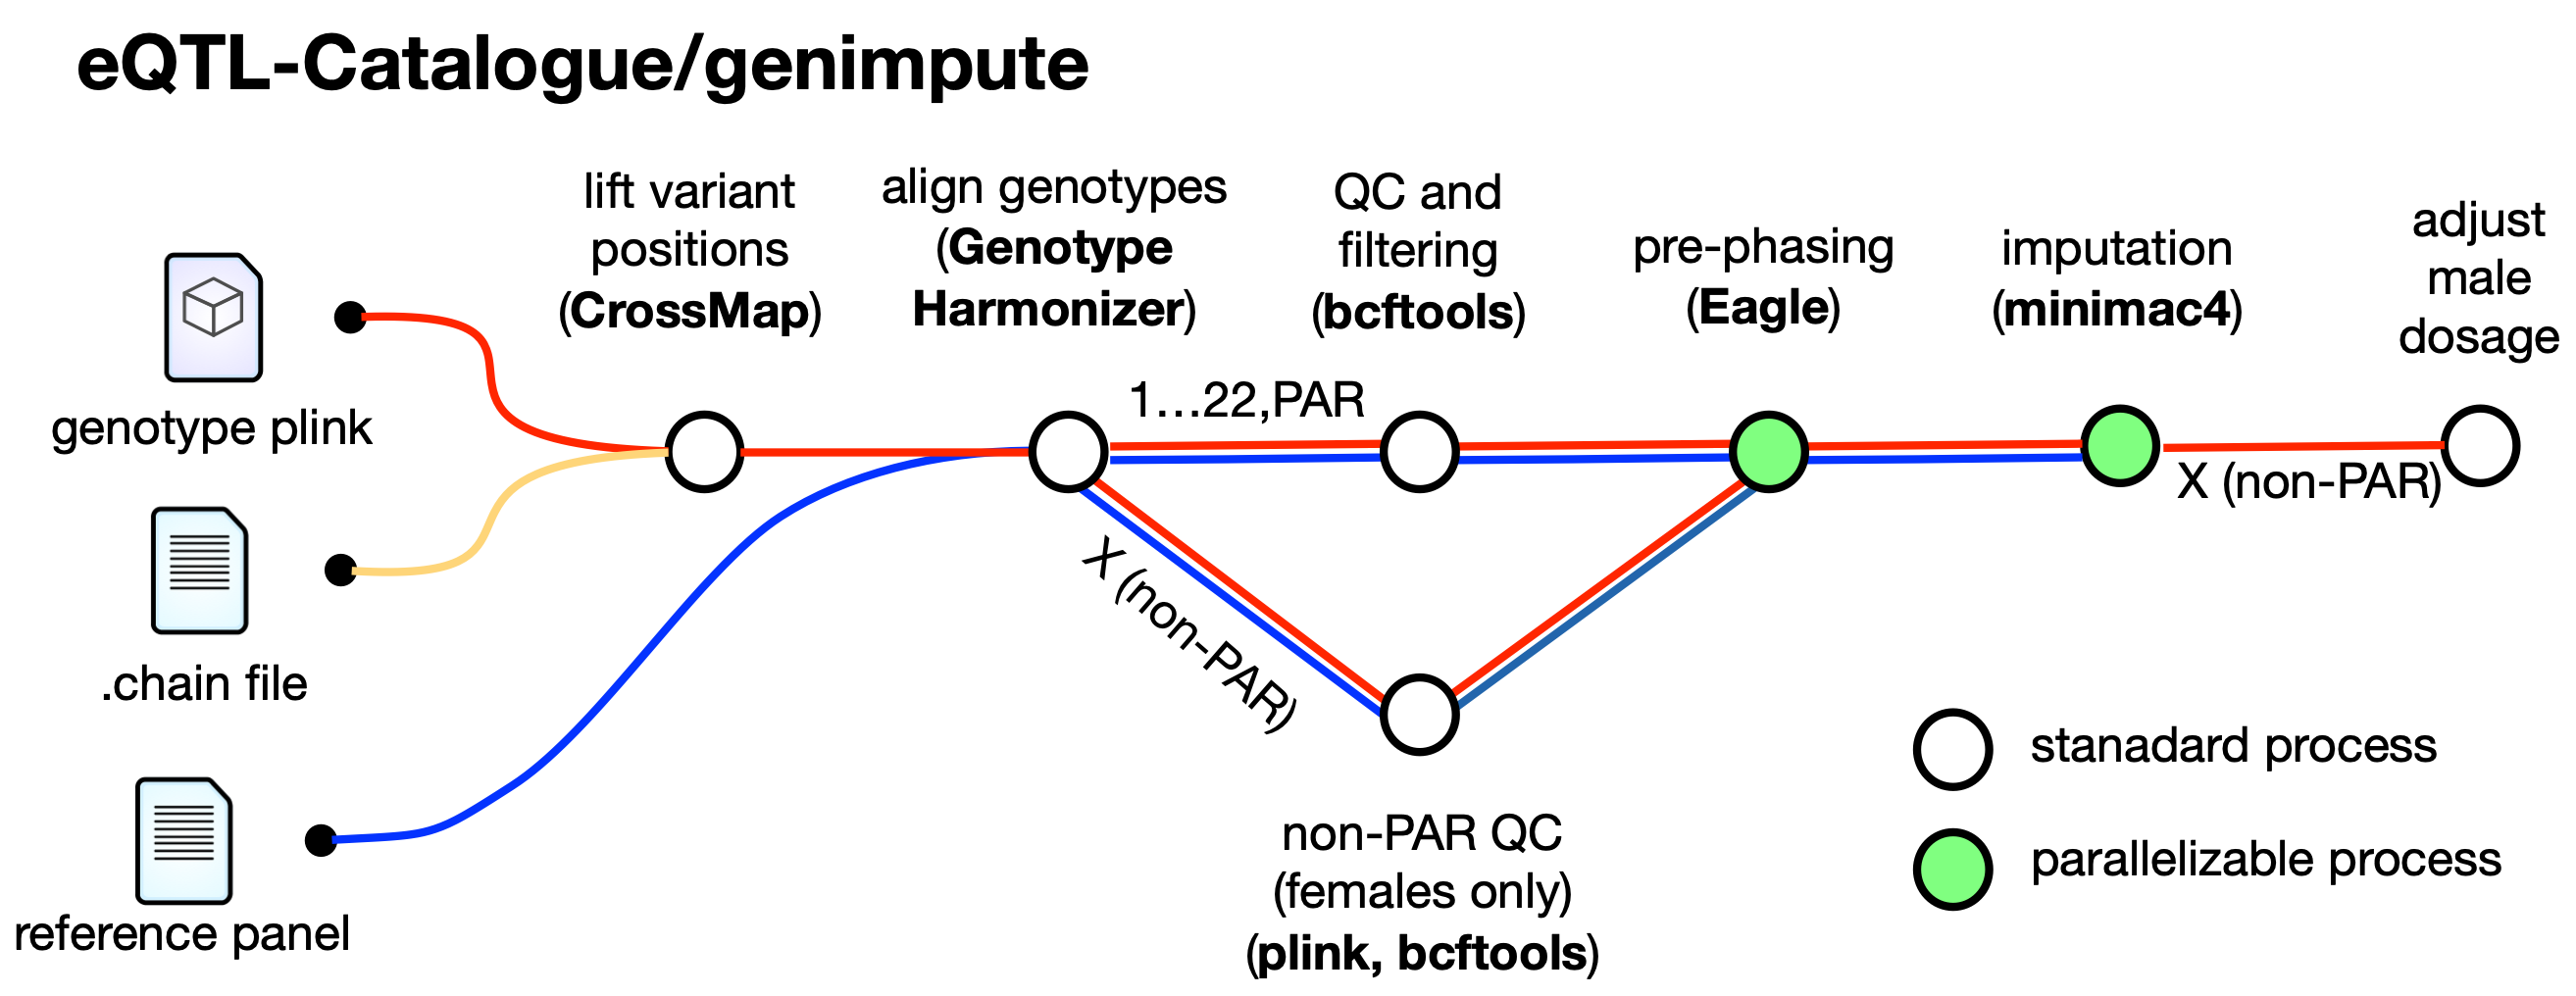 eQTL-Catalogue/genimpute
lift variant
positions
(CrossMap)
align genotypes
(Genotype
Harmonizer)
QC and
filtering
(bcftools)
pre-phasing
(Eagle)
imputation
(minimac4)
adjust
male
dosage
genotype plink
.chain file
reference panel
1...22,PAR
X (non-PAR)
X (non-PAR)
non-PAR QC
(females only)
(plink, bcftools)
stanadard process
parallelizable process